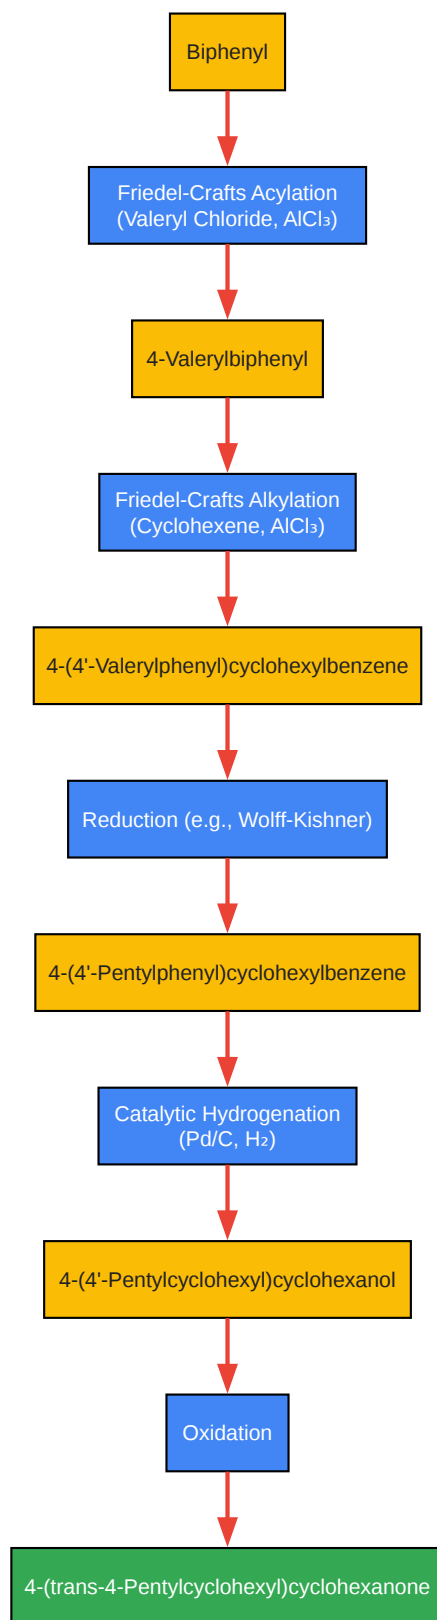 Biphenyl
Friedel-Crafts Acylation
(Valeryl Chloride, AlCl₃)
4-Valerylbiphenyl
Friedel-Crafts Alkylation
(Cyclohexene, AlCl₃)
4-(4'-Valerylphenyl)cyclohexylbenzene
Reduction (e.g., Wolff-Kishner)
4-(4'-Pentylphenyl)cyclohexylbenzene
Catalytic Hydrogenation
(Pd/C, H₂)
4-(4'-Pentylcyclohexyl)cyclohexanol
Oxidation
4-(trans-4-Pentylcyclohexyl)cyclohexanone